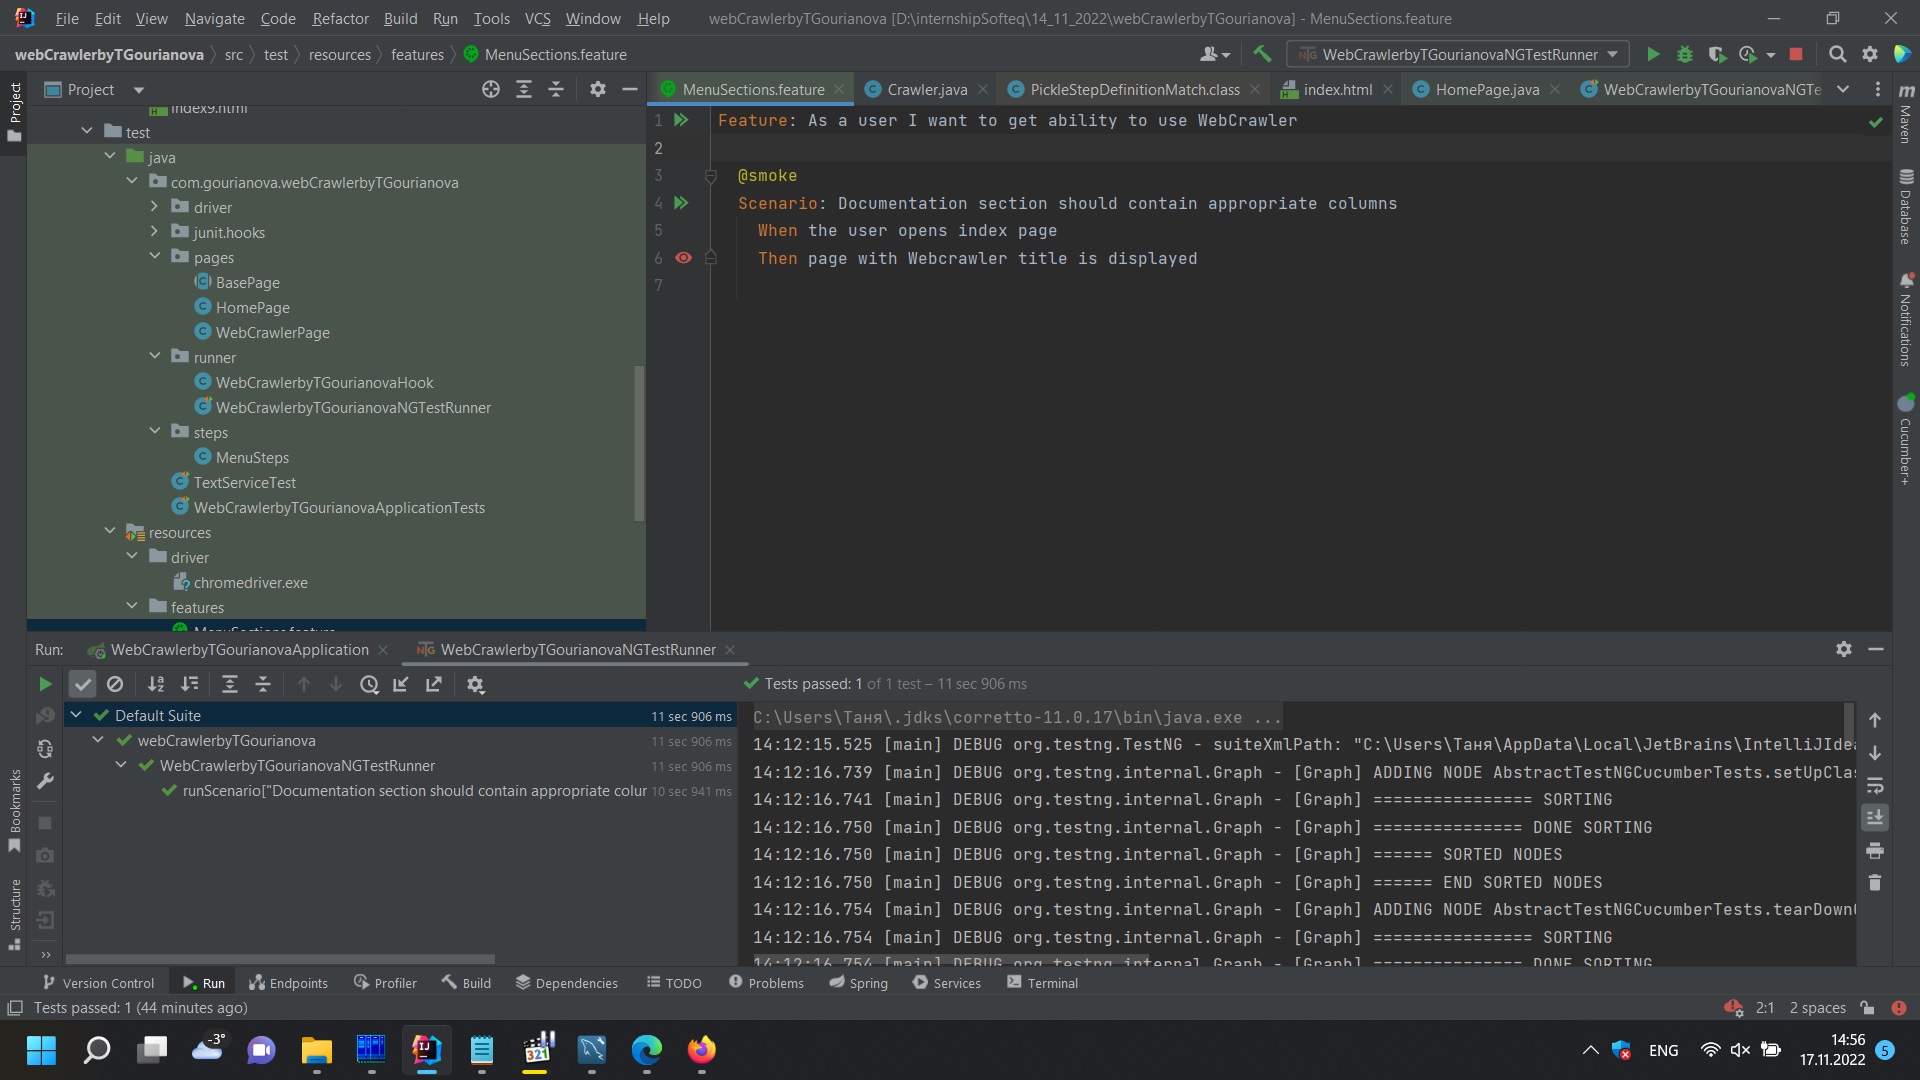 File Edit View Navigate Code Refactor Build Run Tools VCS Window Help webCrawlerbyTGourianova [D:\internshipSofteq\14_11_2022\webCrawlerbyTGourianova] - MenuSections.feature
webCrawlerbyTGourianova src test resources features MenuSections.feature WebCrawlerbyTGourianovaNGTestRunner
Project
MenuSections.feature Crawler.java PickleStepDefinitionMatch.class index.html HomePage.java WebCrawlerbyTGourianovaNGTe
Project
index9.html
test
java
com.gourianova.webCrawlerbyTGourianova
driver
junit.hooks
pages
BasePage
HomePage
WebCrawlerPage
runner
WebCrawlerbyTGourianovaHook
WebCrawlerbyTGourianovaNGTestRunner
steps
MenuSteps
TextServiceTest
WebCrawlerbyTGourianovaApplicationTests
resources
driver
chromedriver.exe
features
MenuSections.feature
1 Feature: As a user I want to get ability to use WebCrawler
2
3 @smoke
4 Scenario: Documentation section should contain appropriate columns
5 When the user opens index page
6 Then page with Webcrawler title is displayed
7
Maven
Database
Notifications
Cucumber+
Run: WebCrawlerbyTGourianovaApplication WebCrawlerbyTGourianovaNGTestRunner
Tests passed: 1 of 1 test – 11 sec 906 ms
Default Suite 11 sec 906 ms
webCrawlerbyTGourianova 11 sec 906 ms
WebCrawlerbyTGourianovaNGTestRunner 11 sec 906 ms
runScenario["Documentation section should contain appropriate colur 10 sec 941 ms
C:\Users\Таня\.jdks\corretto-11.0.17\bin\java.exe ...
14:12:15.525 [main] DEBUG org.testng.TestNG - suiteXmlPath: "C:\Users\Таня\AppData\Local\JetBrains\IntelliJIdea
14:12:16.739 [main] DEBUG org.testng.internal.Graph - [Graph] ADDING NODE AbstractTestNGCucumberTests.setUpClas
14:12:16.741 [main] DEBUG org.testng.internal.Graph - [Graph] ================ SORTING
14:12:16.750 [main] DEBUG org.testng.internal.Graph - [Graph] =============== DONE SORTING
14:12:16.750 [main] DEBUG org.testng.internal.Graph - [Graph] ====== SORTED NODES
14:12:16.750 [main] DEBUG org.testng.internal.Graph - [Graph] ====== END SORTED NODES
14:12:16.754 [main] DEBUG org.testng.internal.Graph - [Graph] ADDING NODE AbstractTestNGCucumberTests.tearDown
14:12:16.754 [main] DEBUG org.testng.internal.Graph - [Graph] ================ SORTING
14:12:16.754 [main] DEBUG org.testng.internal.Graph - [Graph] =============== DONE SORTING
Bookmarks
Structure
Version Control Run Endpoints Profiler Build Dependencies TODO Problems Spring Services Terminal
Tests passed: 1 (44 minutes ago) 2:1 2 spaces
-3° 321 ENG 14:56
17.11.2022 5